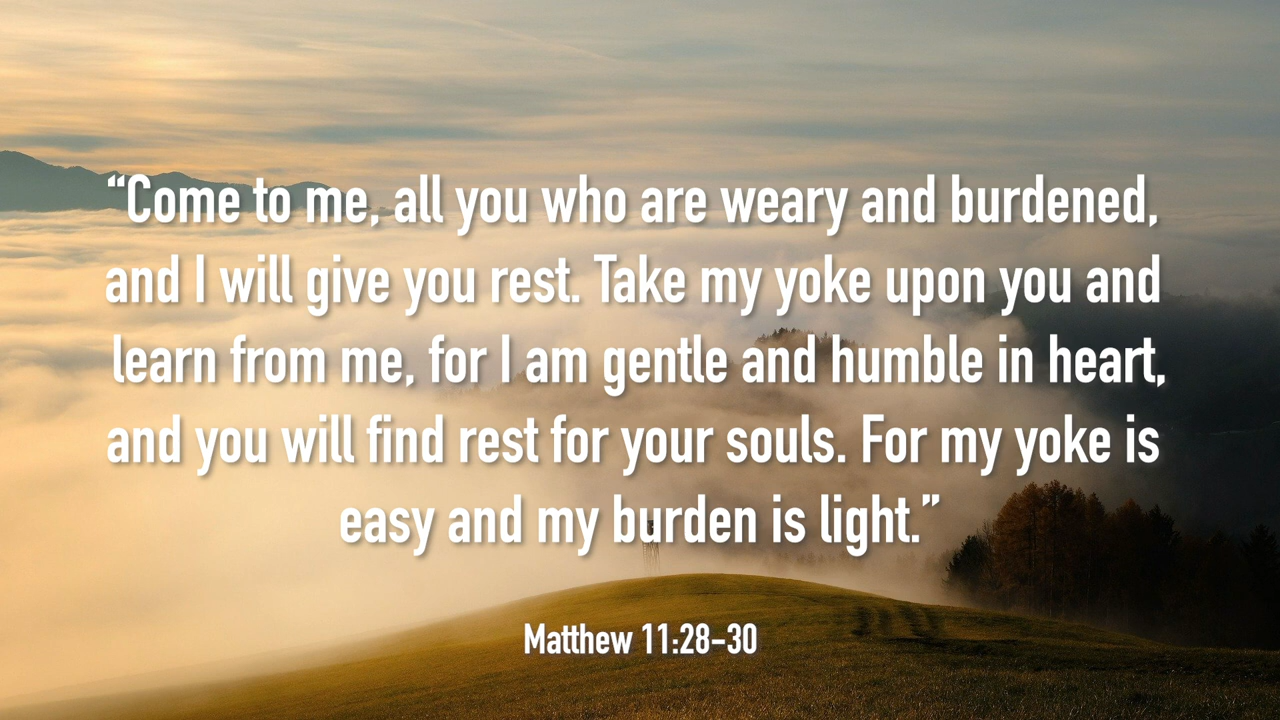 “Come to me, all you who are weary and burdened,
and I will give you rest. Take my yoke upon you and
learn from me, for I am gentle and humble in heart,
and you will find rest for your souls. For my yoke is
easy and my burden is light.”
Matthew 11:28-30